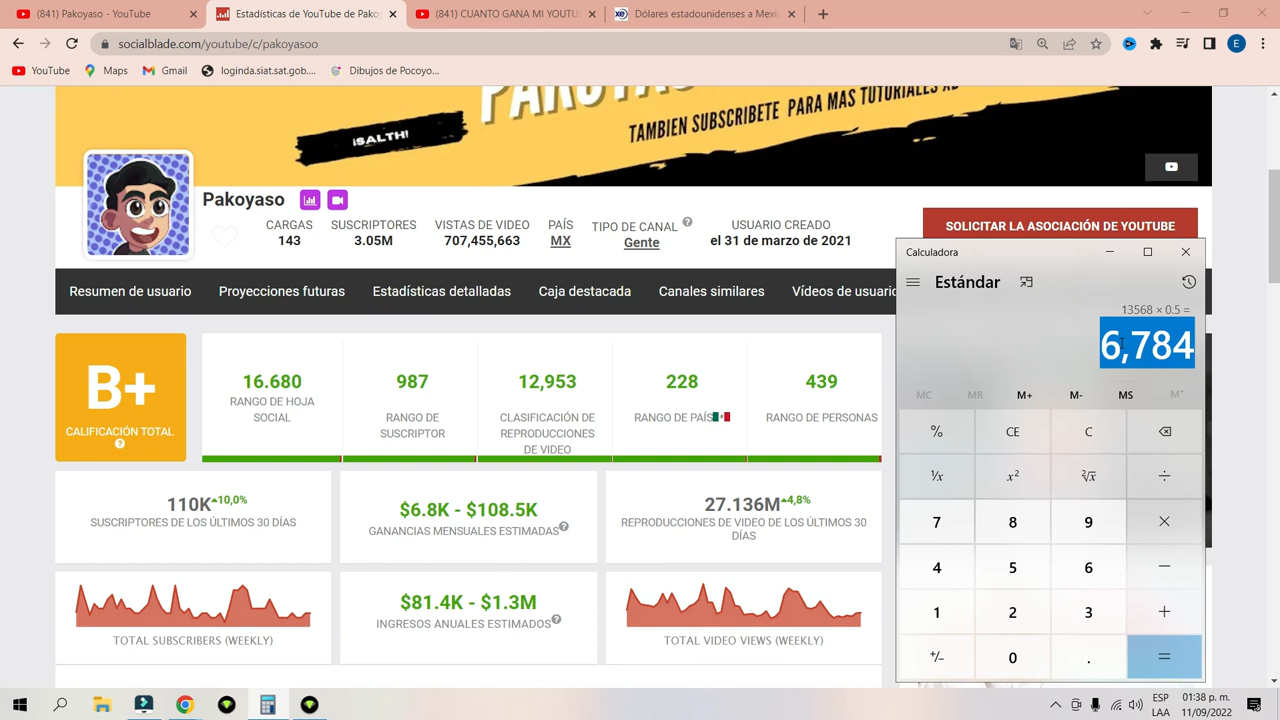 (841) Pakoyaso - YouTube
Estadísticas de YouTube de Pako
(841) CUANTO GANA MI YOUTU
Dólares estadounidenses a Mexic
socialblade.com/youtube/c/pakoyasoo
E
YouTube
Maps
Gmail
loginda.siat.sat.gob....
Dibujos de Pocoyo...
¡SALTH!
TAMBIEN SUBSCRIBETE PARA MAS TUTORIALES XD
Pakoyaso
CARGAS
143
SUSCRIPTORES
3.05M
VISTAS DE VIDEO
707,455,663
PAÍS
MX
TIPO DE CANAL
Gente
USUARIO CREADO
el 31 de marzo de 2021
SOLICITAR LA ASOCIACIÓN DE YOUTUBE
Resumen de usuario
Proyecciones futuras
Estadísticas detalladas
Caja destacada
Canales similares
Vídeos de usuario
B+
CALIFICACIÓN TOTAL
16.680
RANGO DE HOJA
SOCIAL
987
RANGO DE
SUSCRIPTOR
12,953
CLASIFICACIÓN DE
REPRODUCCIONES
DE VIDEO
228
RANGO DE PAÍS
439
RANGO DE PERSONAS
110K 10,0%
SUSCRIPTORES DE LOS ÚLTIMOS 30 DÍAS
$6.8K - $108.5K
GANANCIAS MENSUALES ESTIMADAS
27.136M 4,8%
REPRODUCCIONES DE VIDEO DE LOS ÚLTIMOS 30
DÍAS
TOTAL SUBSCRIBERS (WEEKLY)
$81.4K - $1.3M
INGRESOS ANUALES ESTIMADOS
TOTAL VIDEO VIEWS (WEEKLY)
Calculadora
Estándar
13568 × 0.5 =
6,784
MC MR M+ M- MS M˅
% CE C
¹/x x² ²√x ÷
7 8 9 ×
4 5 6 −
1 2 3 +
+/- 0 . =
ESP
LAA
01:38 p. m.
11/09/2022